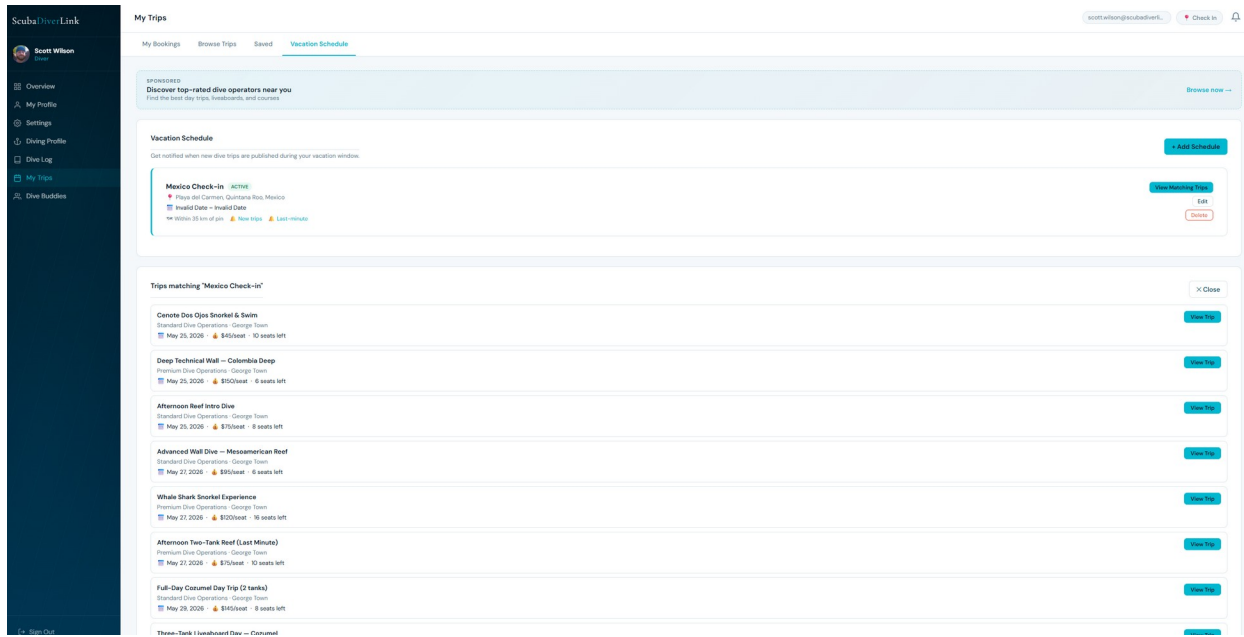 ScubaDiverLink
Scott Wilson
Diver
Overview
My Profile
Settings
Diving Profile
Dive Log
My Trips
Dive Buddies
Sign Out
My Trips
scott.wilson@scubadiverli...
Check In
My Bookings
Browse Trips
Saved
Vacation Schedule
SPONSORED
Discover top-rated dive operators near you
Find the best day trips, liveaboards, and courses
Browse now →
Vacation Schedule
Get notified when new dive trips are published during your vacation window.
+ Add Schedule
Mexico Check-in ACTIVE
Playa del Carmen, Quintana Roo, Mexico
Invalid Date – Invalid Date
Within 35 km of pin New trips Last-minute
View Matching Trips
Edit
Delete
Trips matching "Mexico Check-in"
✕ Close
Cenote Dos Ojos Snorkel & Swim
Standard Dive Operations · George Town
May 25, 2026 · $45/seat · 10 seats left
View Trip
Deep Technical Wall — Colombia Deep
Premium Dive Operations · George Town
May 25, 2026 · $150/seat · 6 seats left
View Trip
Afternoon Reef Intro Dive
Standard Dive Operations · George Town
May 25, 2026 · $75/seat · 8 seats left
View Trip
Advanced Wall Dive — Mesoamerican Reef
Standard Dive Operations · George Town
May 27, 2026 · $95/seat · 6 seats left
View Trip
Whale Shark Snorkel Experience
Premium Dive Operations · George Town
May 27, 2026 · $120/seat · 16 seats left
View Trip
Afternoon Two-Tank Reef (Last Minute)
Premium Dive Operations · George Town
May 27, 2026 · $75/seat · 10 seats left
View Trip
Full-Day Cozumel Day Trip (2 tanks)
Standard Dive Operations · George Town
May 29, 2026 · $145/seat · 8 seats left
View Trip
Three-Tank Liveaboard Day — Cozumel
View Trip